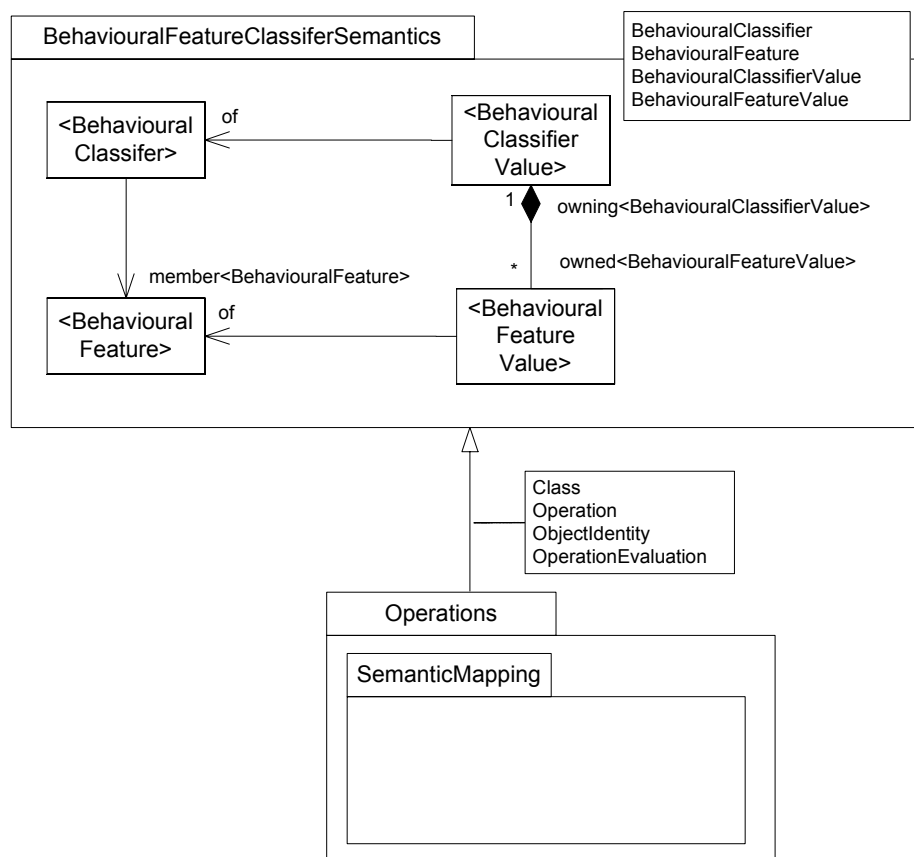 BehaviouralFeatureClassiferSemantics
BehaviouralClassifier
BehaviouralFeature
BehaviouralClassifierValue
BehaviouralFeatureValue
<Behavioural
Classifer>
of
<Behavioural
Classifier
Value>
1
owning<BehaviouralClassifierValue>
*
owned<BehaviouralFeatureValue>
member<BehaviouralFeature>
<Behavioural
Feature>
of
<Behavioural
Feature
Value>
Class
Operation
ObjectIdentity
OperationEvaluation
Operations
SemanticMapping